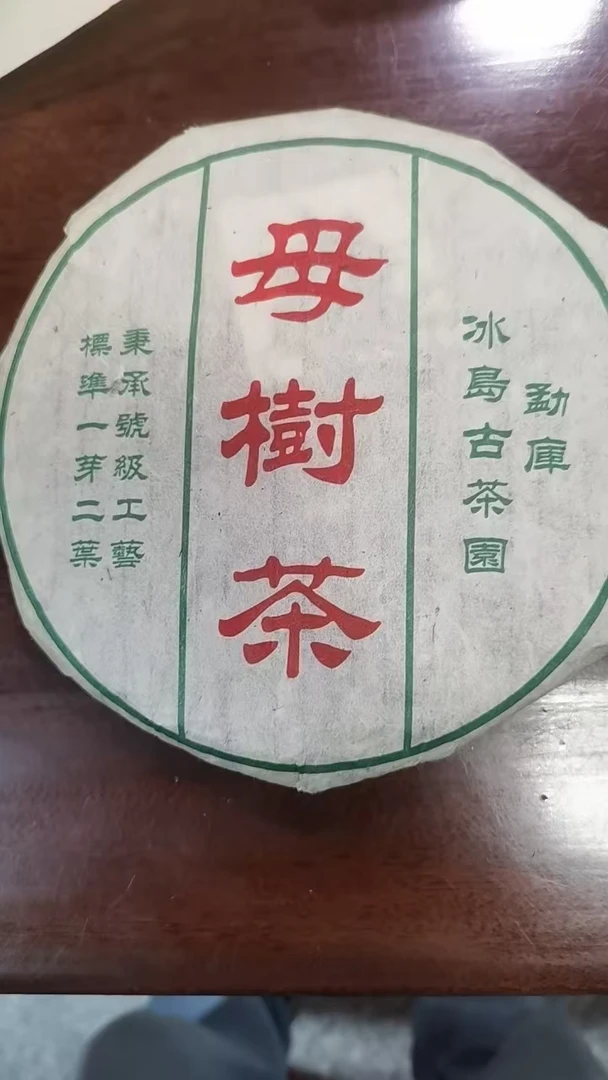 勐庫
冰島古茶園
母樹茶
秉承號級工藝
標準一芽二葉